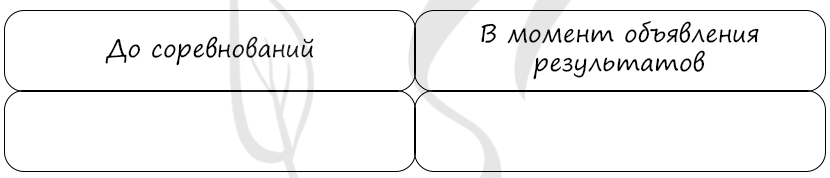 До соревнований
В момент объявления
результатов